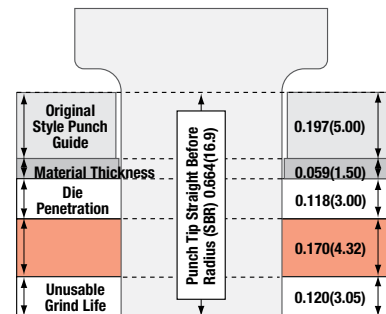 Original
Style Punch
Guide
0.197(5.00)
Material Thickness
0.059(1.50)
Die
Penetration
0.118(3.00)
0.170(4.32)
Unusable
Grind Life
0.120(3.05)
Punch Tip Straight Before
Radius (SBR) 0.664(16.9)